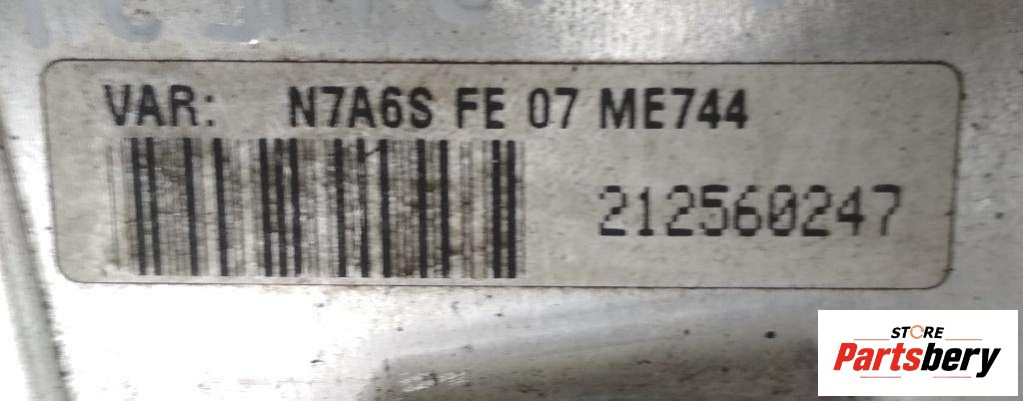 VAR: N7A6S FE 07 ME744
212560247
STORE
Partsbery